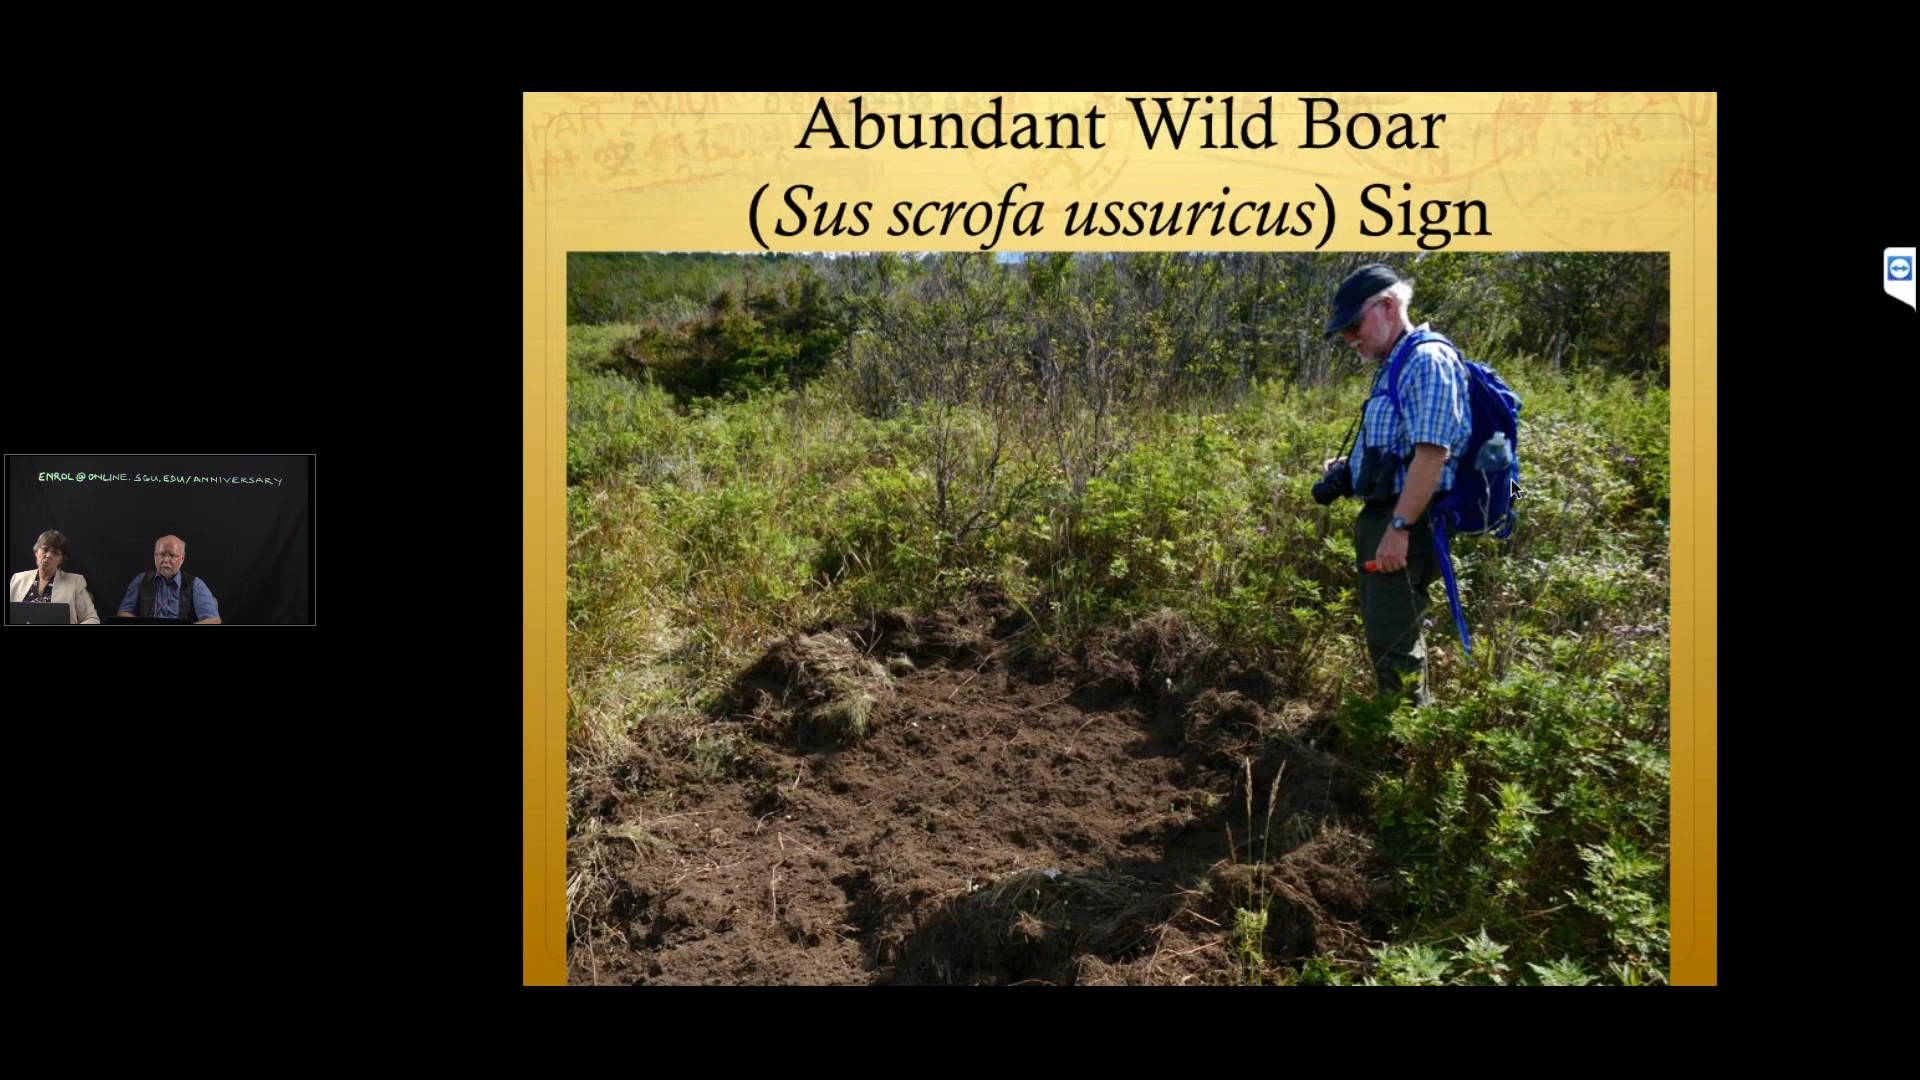 Abundant Wild Boar
(Sus scrofa ussuricus) Sign
ENROL @ ONLINE.SGU.EDU/ANNIVERSARY